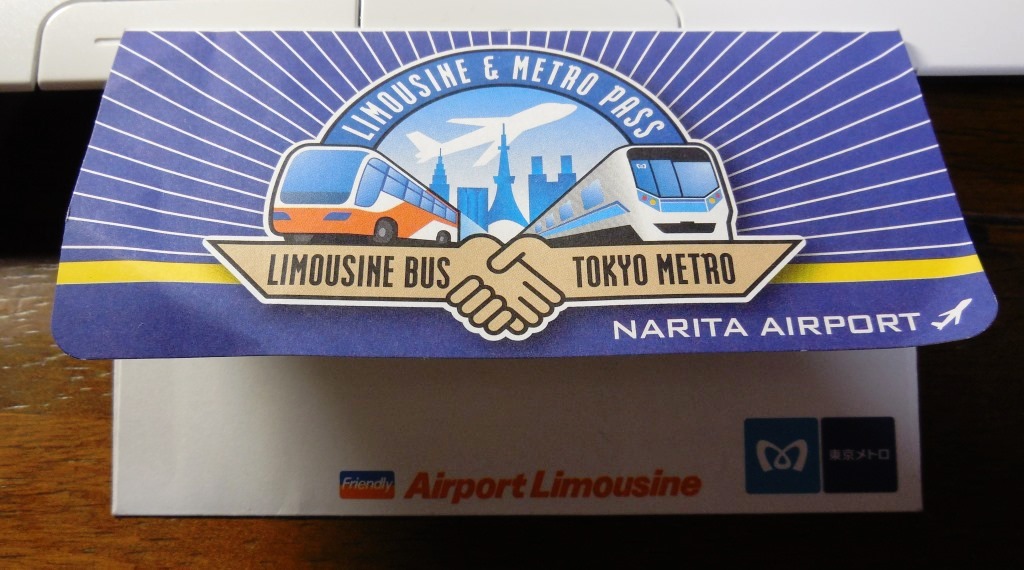 LIMOUSINE & METRO PASS
LIMOUSINE BUS
TOKYO METRO
NARITA AIRPORT
Friendly Airport Limousine
東京メトロ